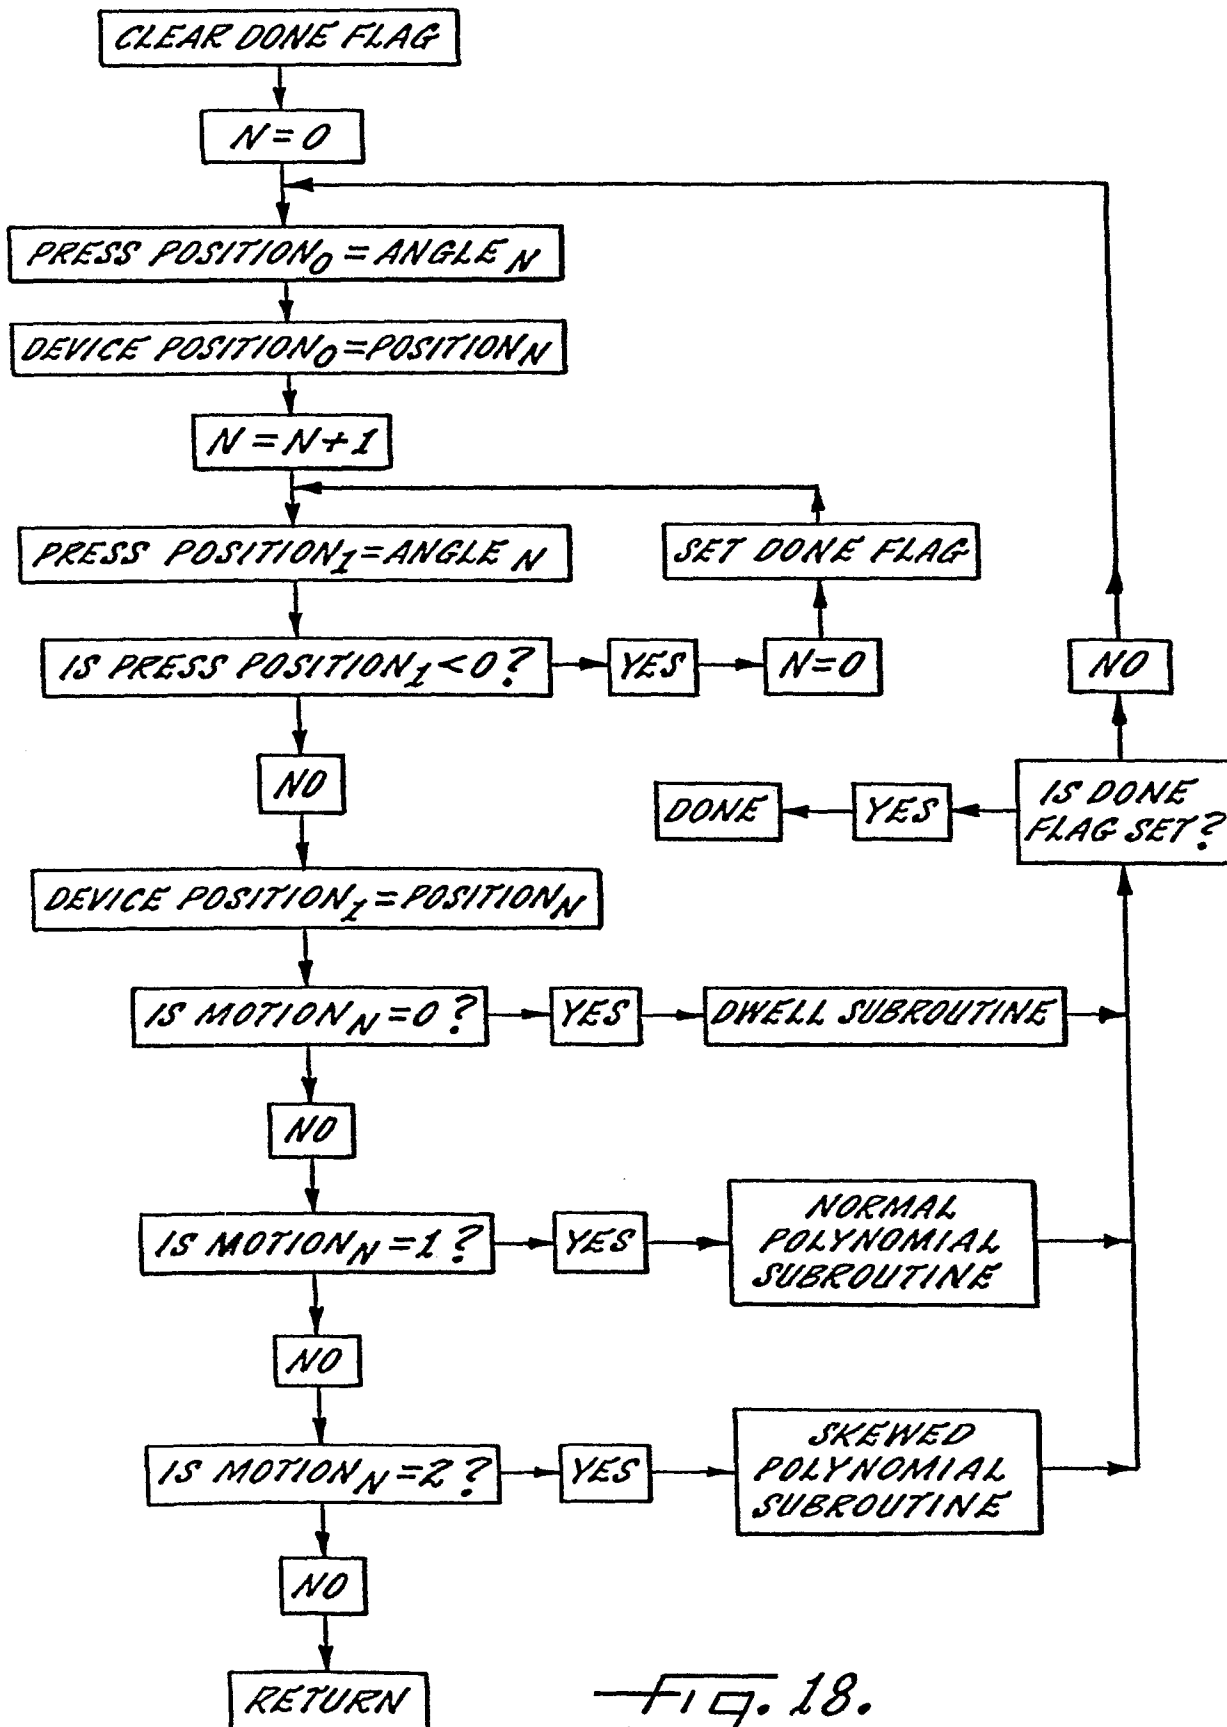 CLEAR DONE FLAG
N = 0
PRESS POSITION₀ = ANGLE N
DEVICE POSITION₀ = POSITION N
N = N + 1
PRESS POSITION₁ = ANGLE N
SET DONE FLAG
IS PRESS POSITION₁ < 0 ?
YES
N = 0
NO
NO
DONE
YES
IS DONE
FLAG SET ?
DEVICE POSITION₁ = POSITION N
IS MOTION N = 0 ?
YES
DWELL SUBROUTINE
NO
IS MOTION N = 1 ?
YES
NORMAL
POLYNOMIAL
SUBROUTINE
NO
IS MOTION N = 2 ?
YES
SKEWED
POLYNOMIAL
SUBROUTINE
NO
RETURN
Fig. 18.